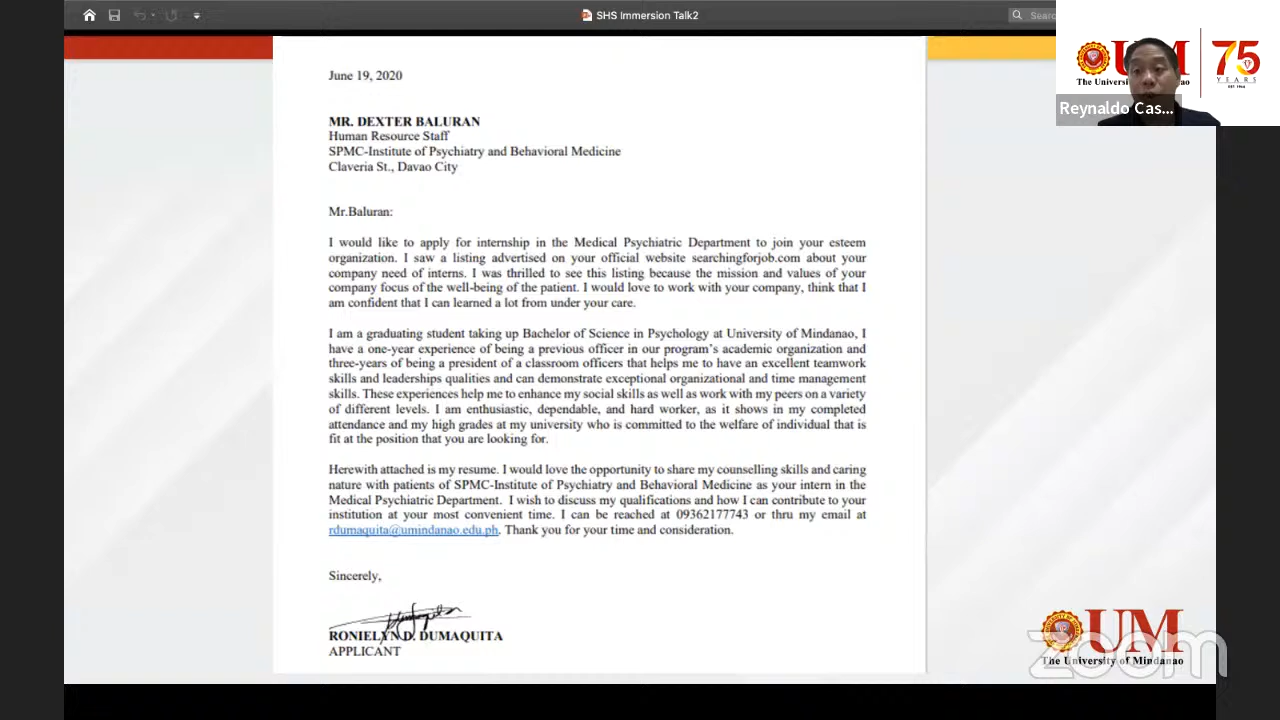 SHS Immersion Talk2
75
YEARS
The Univers
Reynaldo Cas...
June 19, 2020
MR. DEXTER BALURAN
Human Resource Staff
SPMC-Institute of Psychiatry and Behavioral Medicine
Claveria St., Davao City
Mr.Baluran:
I would like to apply for internship in the Medical Psychiatric Department to join your esteem
organization. I saw a listing advertised on your official website searchingforjob.com about your
company need of interns. I was thrilled to see this listing because the mission and values of your
company focus of the well-being of the patient. I would love to work with your company, think that I
am confident that I can learned a lot from under your care.
I am a graduating student taking up Bachelor of Science in Psychology at University of Mindanao, I
have a one-year experience of being a previous officer in our program's academic organization and
three-years of being a president of a classroom officers that helps me to have an excellent teamwork
skills and leaderships qualities and can demonstrate exceptional organizational and time management
skills. These experiences help me to enhance my social skills as well as work with my peers on a variety
of different levels. I am enthusiastic, dependable, and hard worker, as it shows in my completed
attendance and my high grades at my university who is committed to the welfare of individual that is
fit at the position that you are looking for.
Herewith attached is my resume. I would love the opportunity to share my counselling skills and caring
nature with patients of SPMC-Institute of Psychiatry and Behavioral Medicine as your intern in the
Medical Psychiatric Department. I wish to discuss my qualifications and how I can contribute to your
institution at your most convenient time. I can be reached at 09362177743 or thru my email at
rdumaquita@umindanao.edu.ph. Thank you for your time and consideration.
Sincerely,
RONIELYN D. DUMAQUITA
APPLICANT
UM
The University of Mindanao
zoom